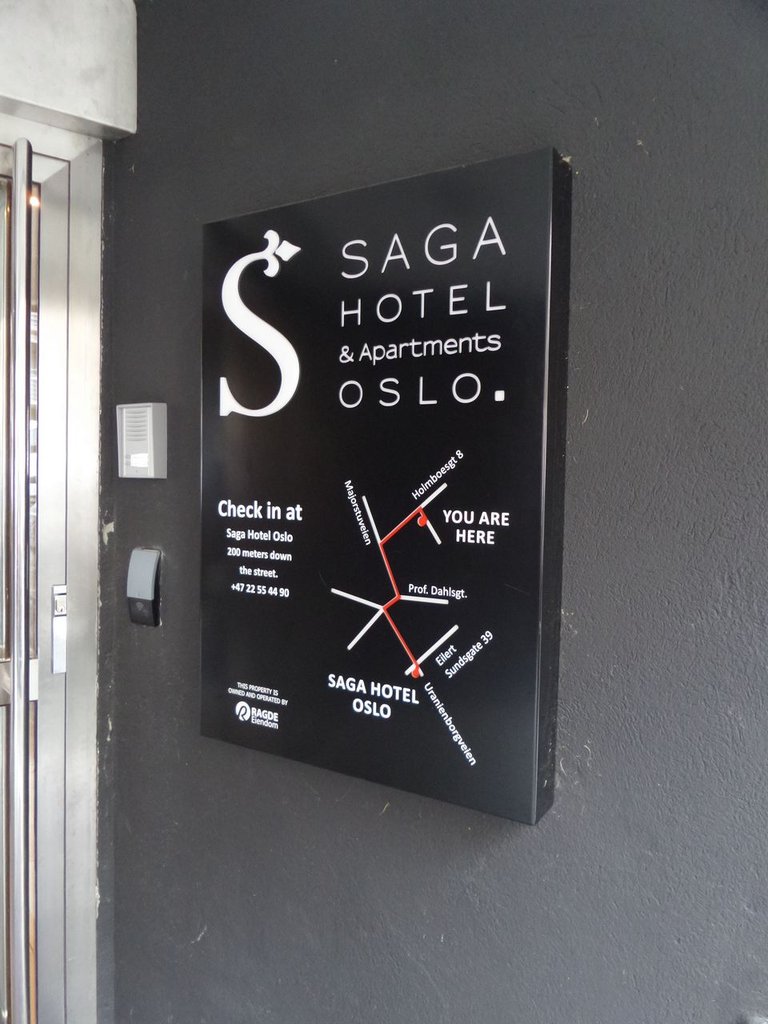 SAGA
HOTEL
& Apartments
OSLO.
Check in at
Saga Hotel Oslo
200 meters down
the street.
+47 22 55 44 90
Holmboesgt 8
Majorstuveien
YOU ARE
HERE
Prof. Dahlsgt.
Eilert
Sundsgate 39
SAGA HOTEL
OSLO
Uranienborgveien
THIS PROPERTY IS
OWNED AND OPERATED BY
RAGDE
Eiendom